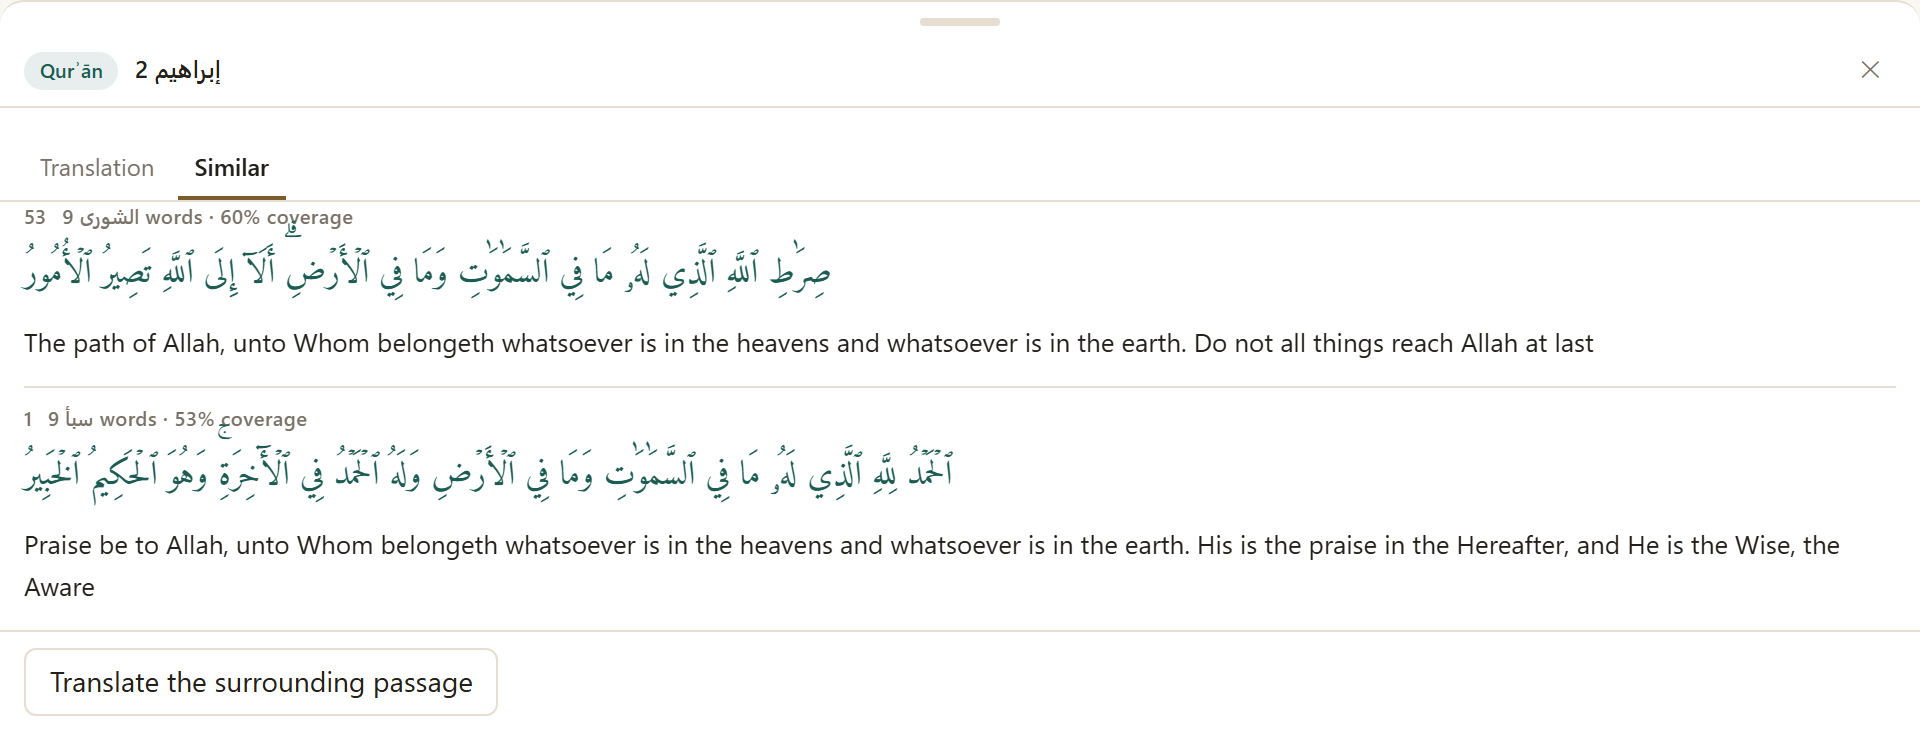 Qurʾān إبراهيم 2
Translation Similar
الشورى 53 9 words · 60% coverage
صِرَٰطِ ٱللَّهِ ٱلَّذِي لَهُۥ مَا فِي ٱلسَّمَٰوَٰتِ وَمَا فِي ٱلۡأَرۡضِۗ أَلَآ إِلَى ٱللَّهِ تَصِيرُ ٱلۡأُمُورُ
The path of Allah, unto Whom belongeth whatsoever is in the heavens and whatsoever is in the earth. Do not all things reach Allah at last
سبأ 1 9 words · 53% coverage
ٱلۡحَمۡدُ لِلَّهِ ٱلَّذِي لَهُۥ مَا فِي ٱلسَّمَٰوَٰتِ وَمَا فِي ٱلۡأَرۡضِ وَلَهُ ٱلۡحَمۡدُ فِي ٱلۡأٓخِرَةِۚ وَهُوَ ٱلۡحَكِيمُ ٱلۡخَبِيرُ
Praise be to Allah, unto Whom belongeth whatsoever is in the heavens and whatsoever is in the earth. His is the praise in the Hereafter, and He is the Wise, the
Aware
Translate the surrounding passage